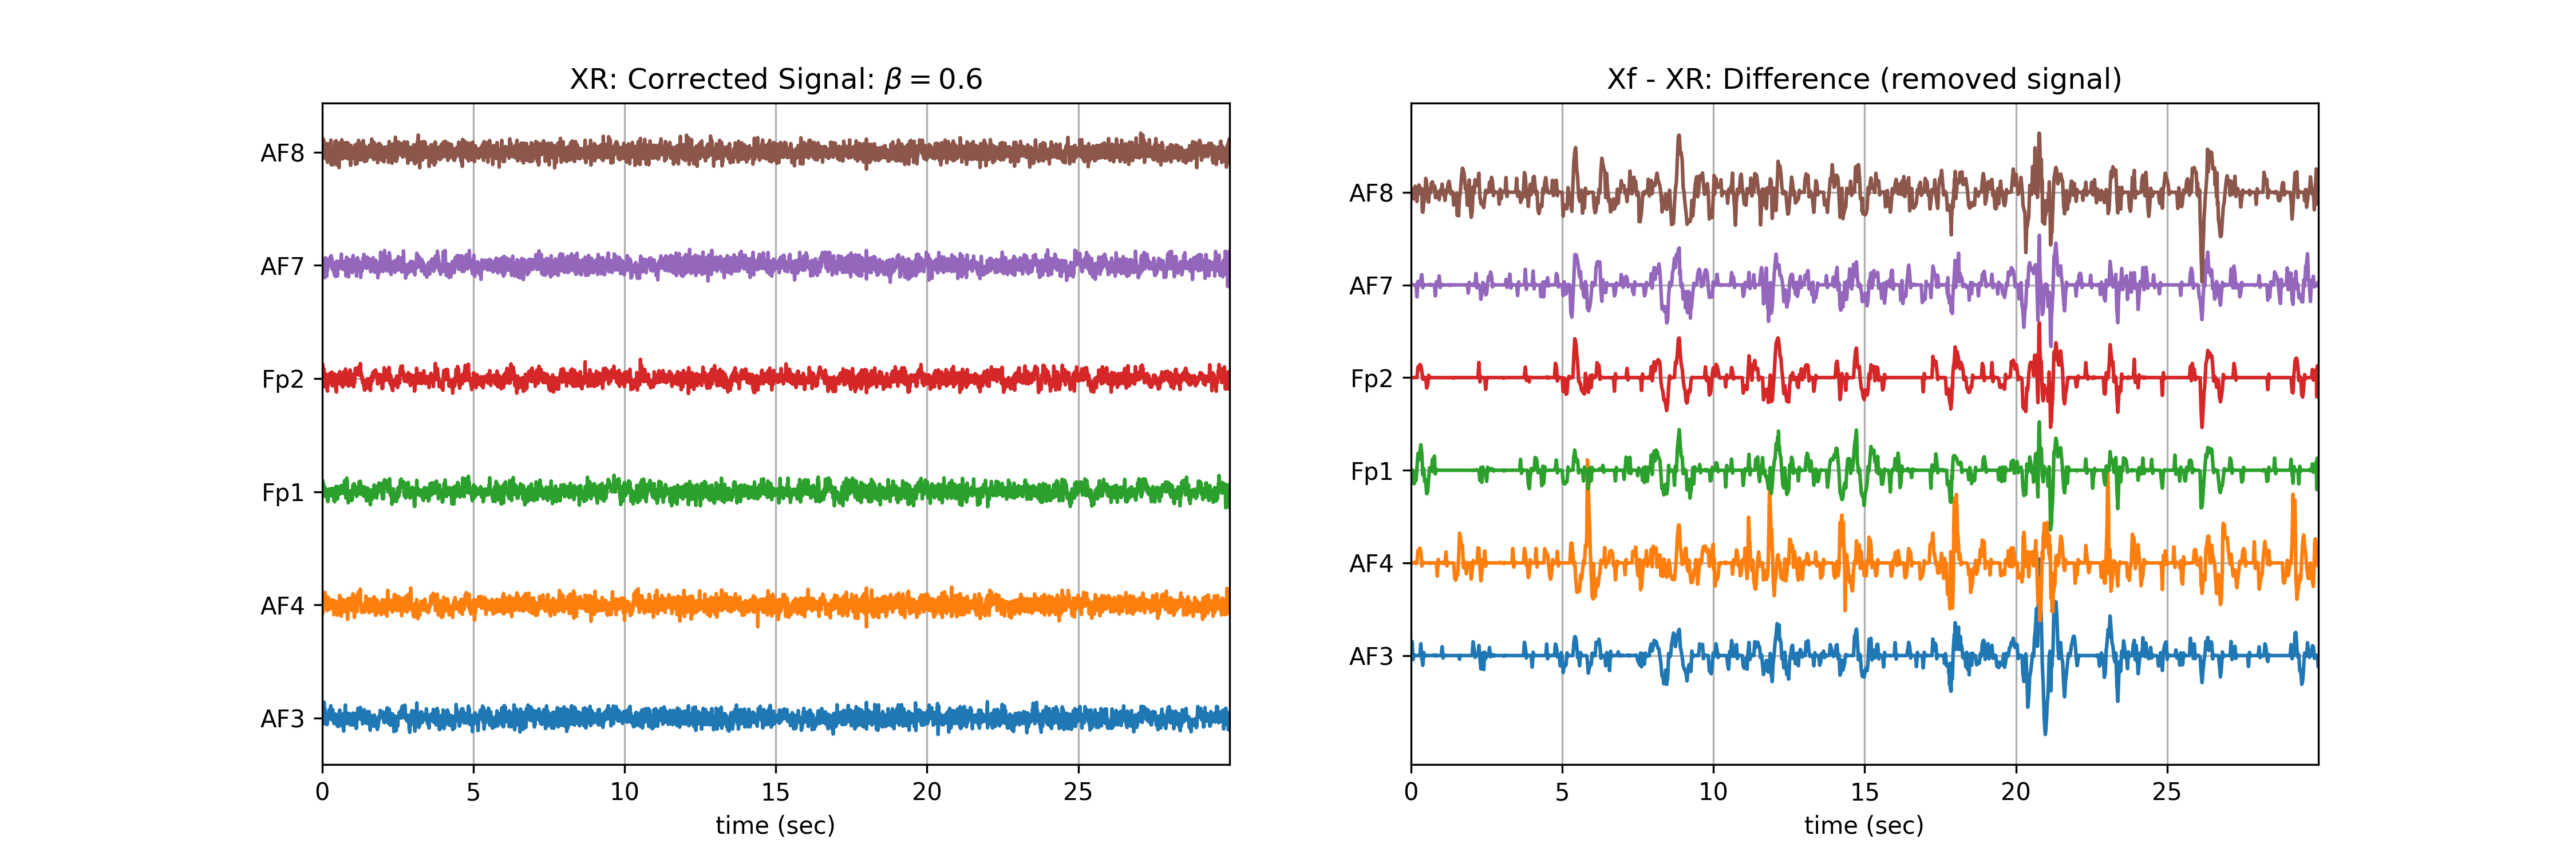 XR: Corrected Signal: β = 0.6
AF8
AF7
Fp2
Fp1
AF4
AF3
0 5 10 15 20 25
time (sec)
Xf - XR: Difference (removed signal)
AF8
AF7
Fp2
Fp1
AF4
AF3
0 5 10 15 20 25
time (sec)